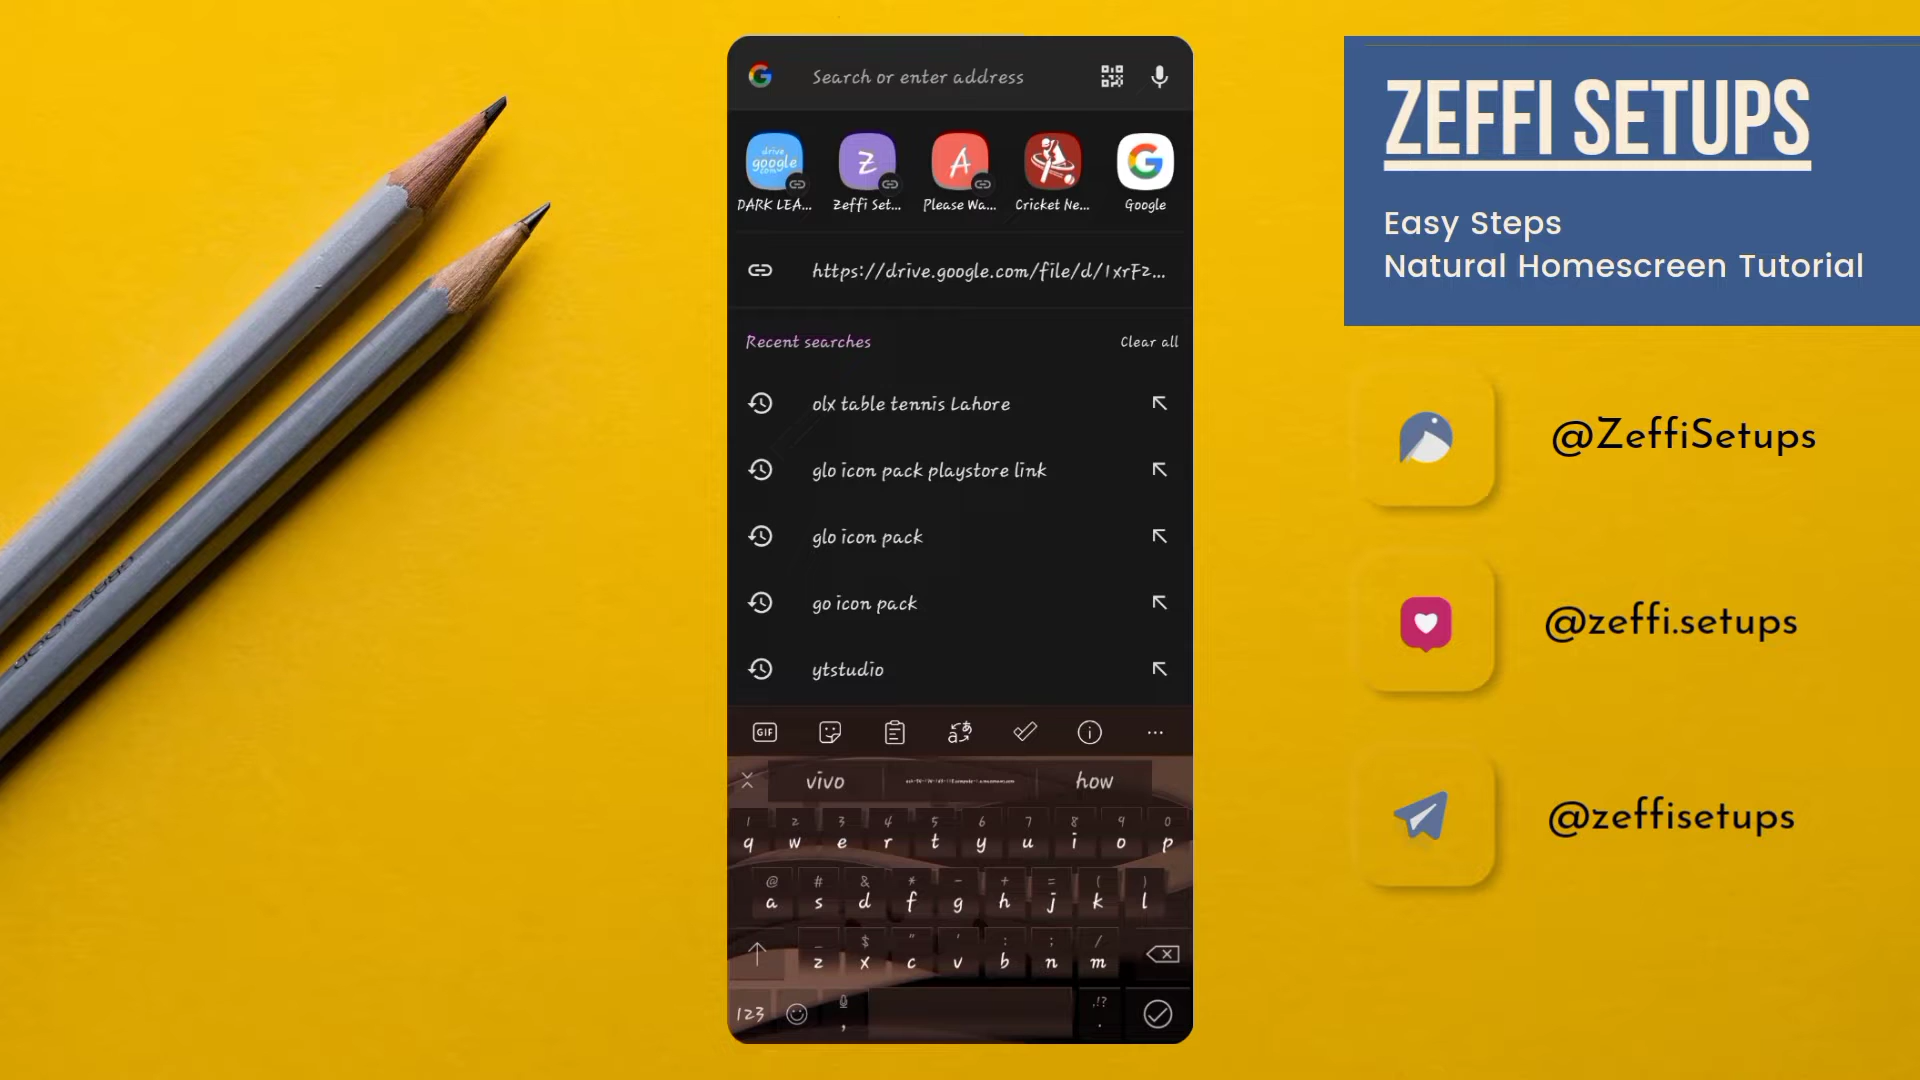 Search or enter address
drive
google
com
Z
A
DARK LEA...
Zeffi Set...
Please Wa...
Cricket Ne...
Google
https://drive.google.com/file/d/1xrFz...
Recent searches
Clear all
olx table tennis Lahore
glo icon pack playstore link
glo icon pack
go icon pack
ytstudio
GIF
vivo
how
1 2 3 4 5 6 7 8 9 0
q w e r t y u i o p
@ # & * - + = ( )
a s d f g h j k l
_ $ " ' : ; /
z x c v b n m
123
,
,!?
.
ZEFFI SETUPS
Easy Steps
Natural Homescreen Tutorial
@ZeffiSetups
@zeffi.setups
@zeffisetups